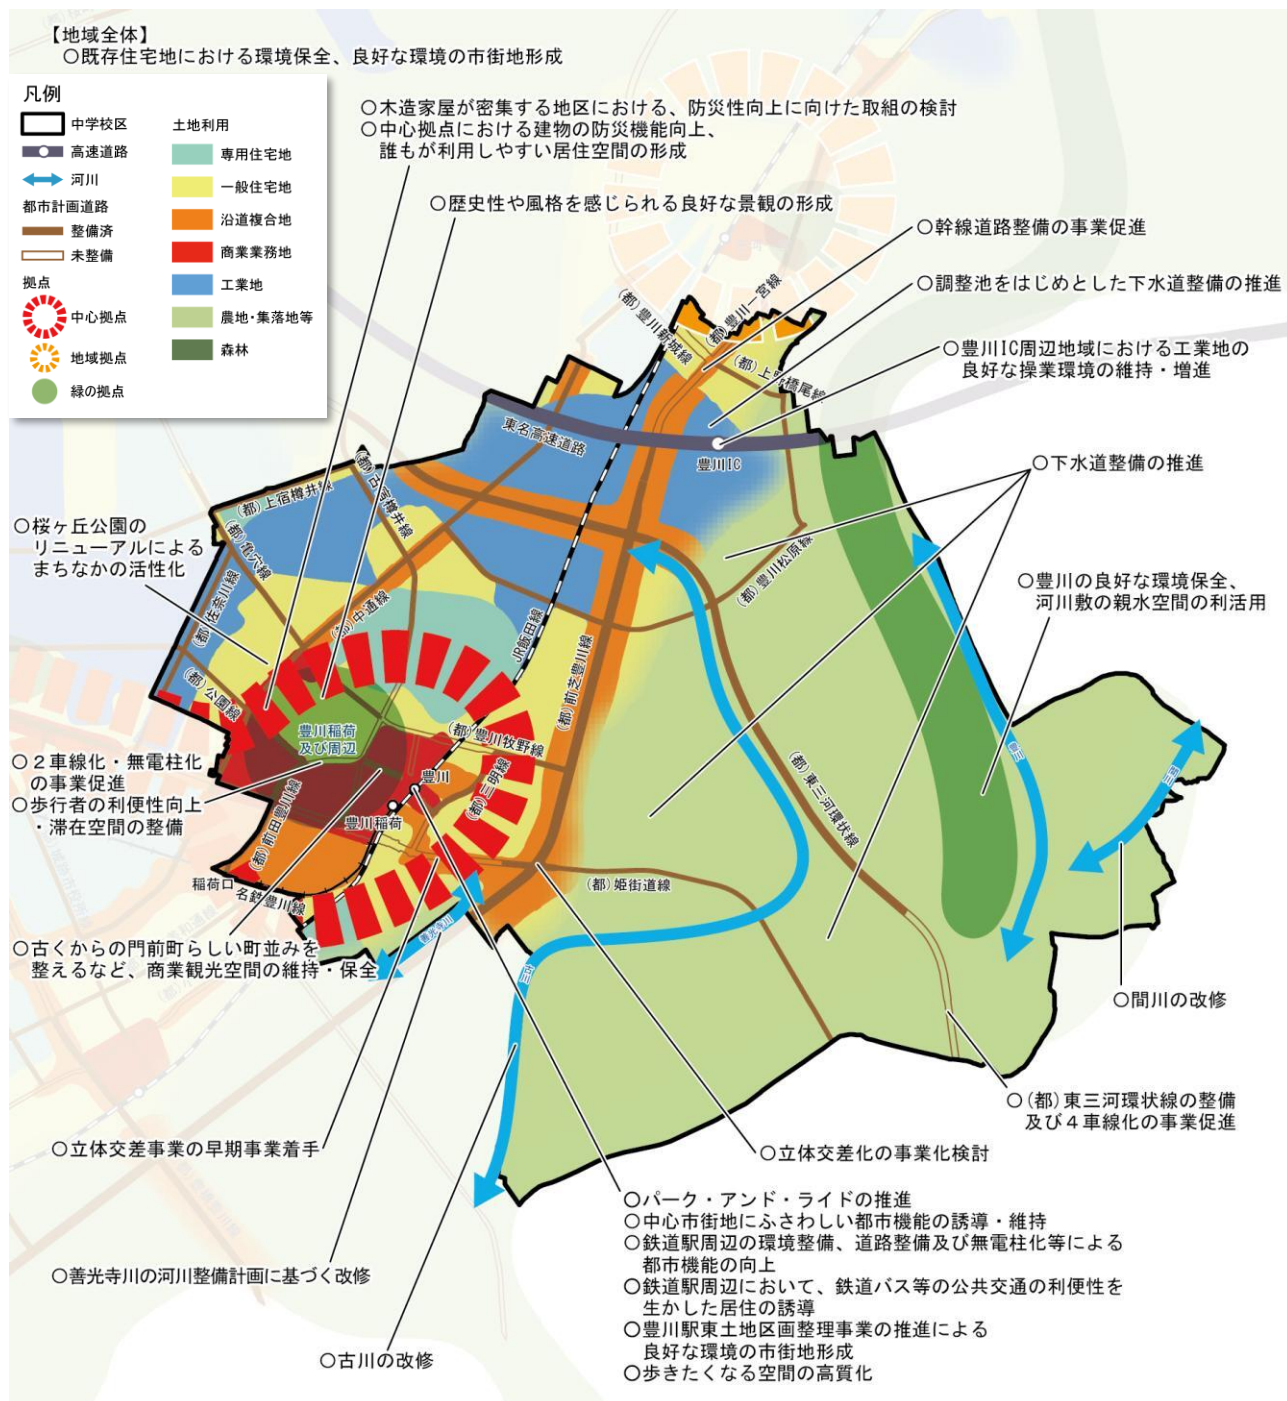 【地域全体】
○既存住宅地における環境保全、良好な環境の市街地形成
凡例
中学校区
高速道路
河川
都市計画道路
整備済
未整備
拠点
中心拠点
地域拠点
緑の拠点
土地利用
専用住宅地
一般住宅地
沿道複合地
商業業務地
工業地
農地・集落地等
森林
○木造家屋が密集する地区における、防災性向上に向けた取組の検討
○中心拠点における建物の防災機能向上、
誰もが利用しやすい居住空間の形成
○歴史性や風格を感じられる良好な景観の形成
○幹線道路整備の事業促進
○調整池をはじめとした下水道整備の推進
○豊川IC周辺地域における工業地の
良好な操業環境の維持・増進
○下水道整備の推進
○豊川の良好な環境保全、
河川敷の親水空間の利活用
○間川の改修
○(都)東三河環状線の整備
及び4車線化の事業促進
○立体交差化の事業化検討
○パーク・アンド・ライドの推進
○中心市街地にふさわしい都市機能の誘導・維持
○鉄道駅周辺の環境整備、道路整備及び無電柱化等による
都市機能の向上
○鉄道駅周辺において、鉄道バス等の公共交通の利便性を
生かした居住の誘導
○豊川駅東土地区画整理事業の推進による
良好な環境の市街地形成
○歩きたくなる空間の高質化
○桜ヶ丘公園の
リニューアルによる
まちなかの活性化
○２車線化・無電柱化
の事業促進
○歩行者の利便性向上
・滞在空間の整備
○古くからの門前町らしい町並みを
整えるなど、商業観光空間の維持・保全
○立体交差事業の早期事業着手
○善光寺川の河川整備計画に基づく改修
○古川の改修
(都)豊川新城線
(都)豊川一宮線
東名高速道路
豊川IC
(都)上宿樽井線
(都)古宿樽井線
(都)亀穴線
(都)佐奈川線
(都)中通線
(都)公園線
JR飯田線
(都)前芝豊川線
(都)豊川松原線
(都)豊川牧野線
(都)三明線
(都)東三河環状線
(都)姫街道線
(都)前田豊川線
豊川稲荷
及び周辺
豊川
豊川稲荷
稲荷口
名鉄豊川線
善光寺川
古川
豊川
間川